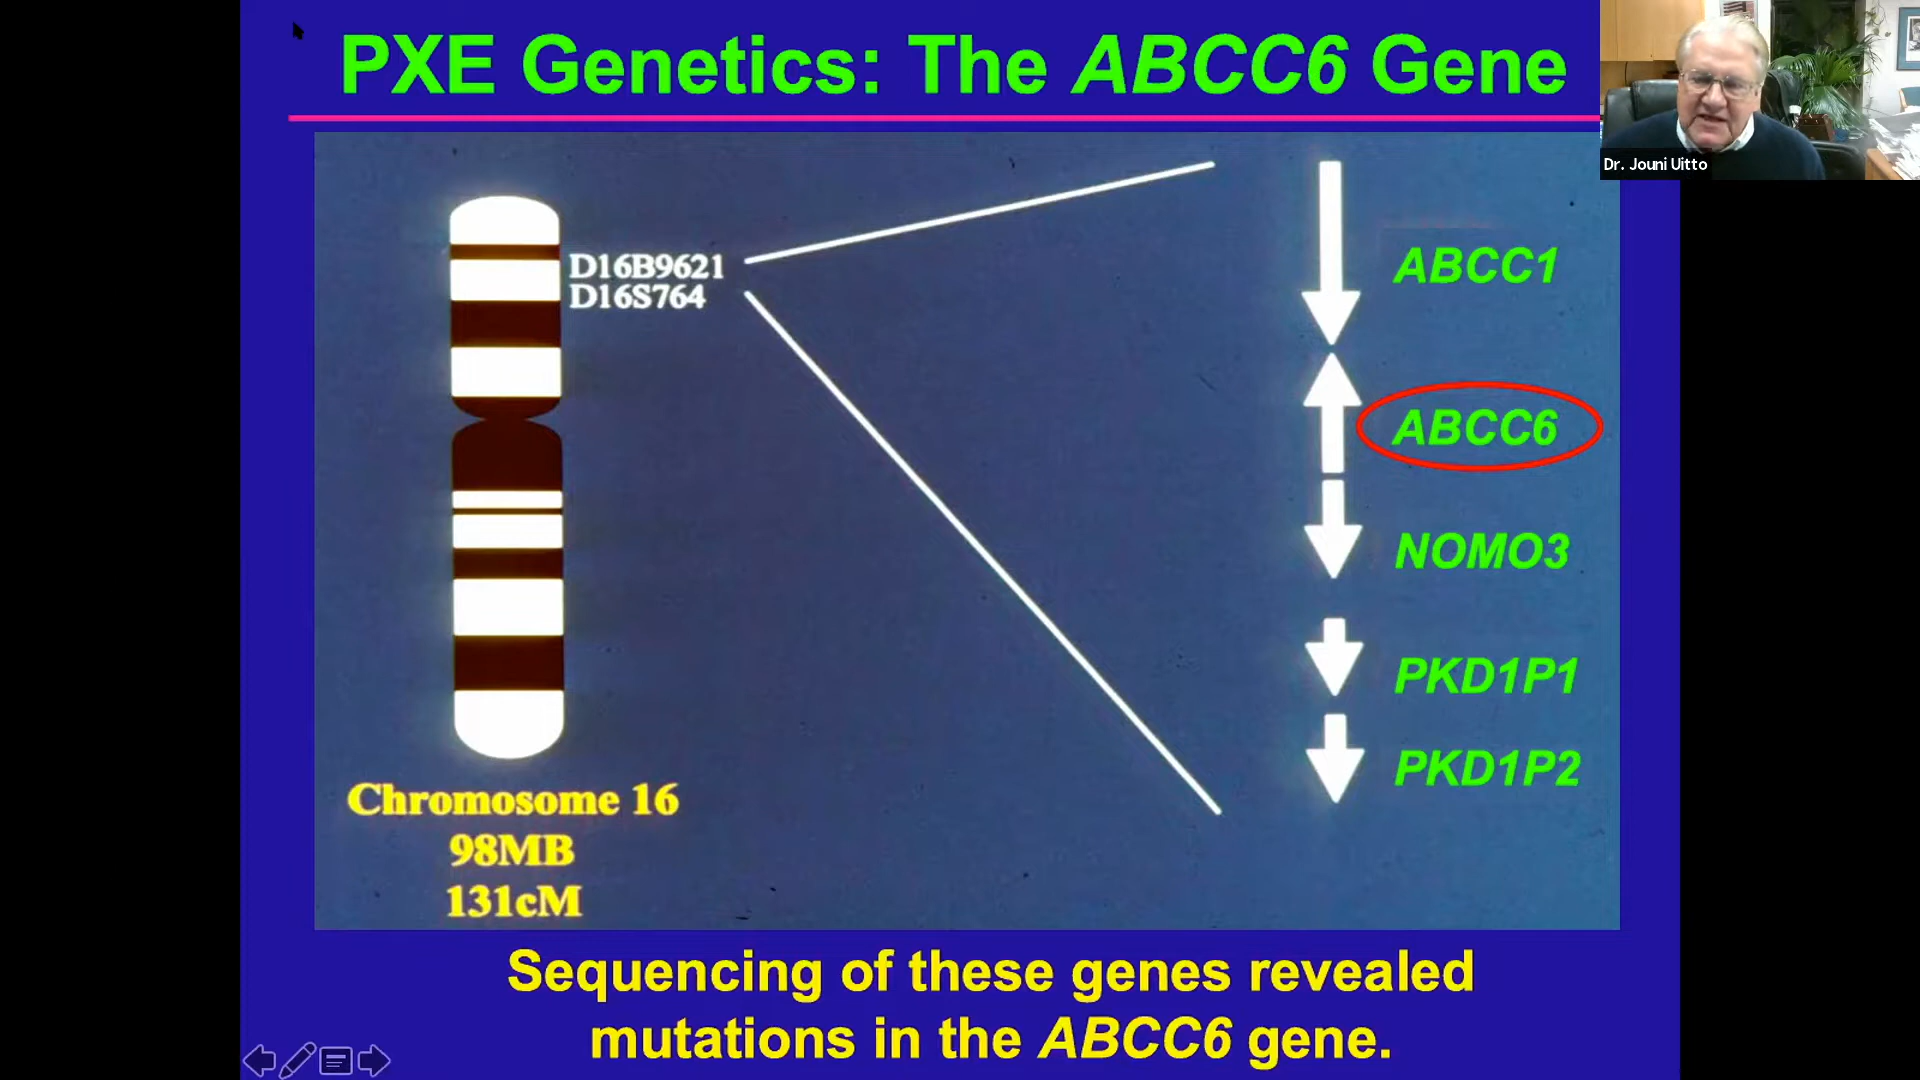 PXE Genetics: The ABCC6 Gene
Dr. Jouni Uitto
D16B9621
D16S764
ABCC1
ABCC6
NOMO3
PKD1P1
PKD1P2
Chromosome 16
98MB
131cM
Sequencing of these genes revealed
mutations in the ABCC6 gene.